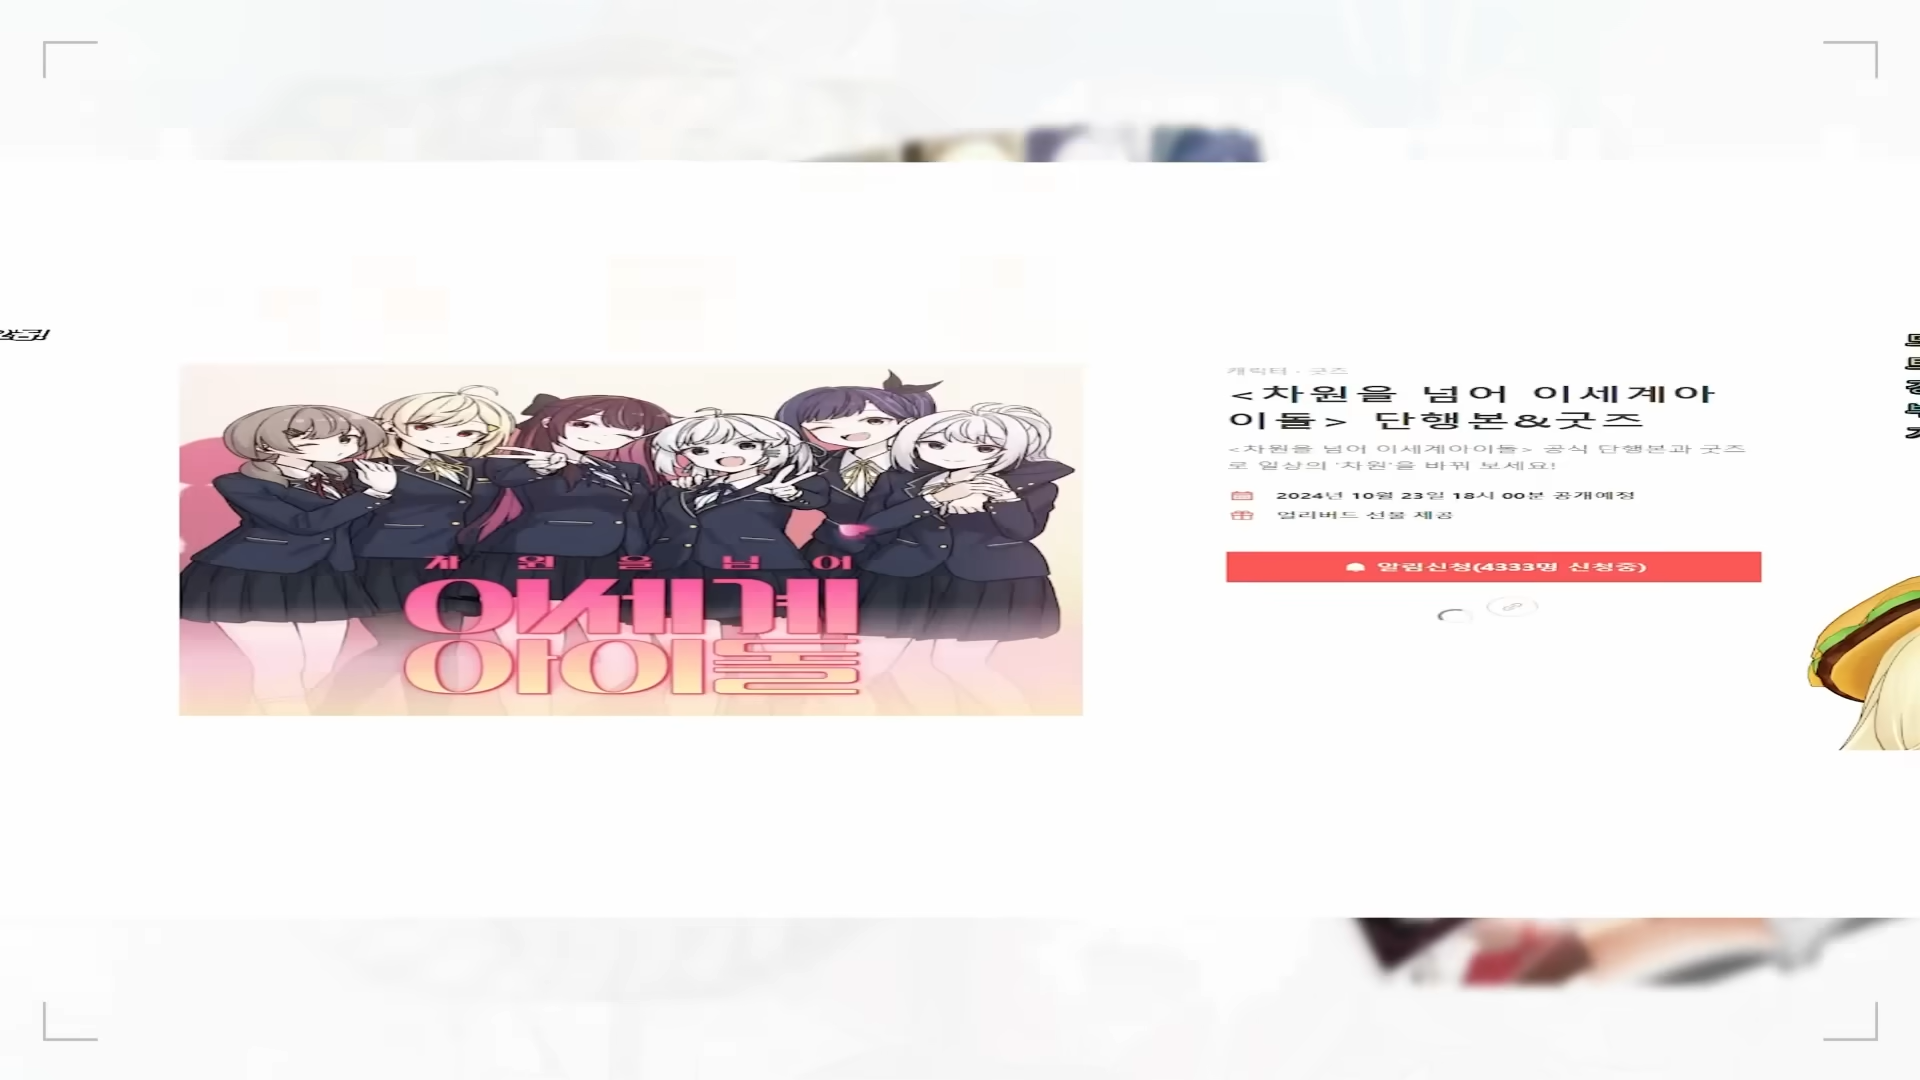 캐릭터 · 굿즈
<차원을 넘어 이세계아
이돌> 단행본&굿즈
<차원을 넘어 이세계아이돌> 공식 단행본과 굿즈
로 일상의 '차원'을 바꿔 보세요!
2024년 10월 23일 18시 00분 공개예정
얼리버드 선물 제공
알림신청(4333명 신청중)
차원을넘어
이세계
아이돌